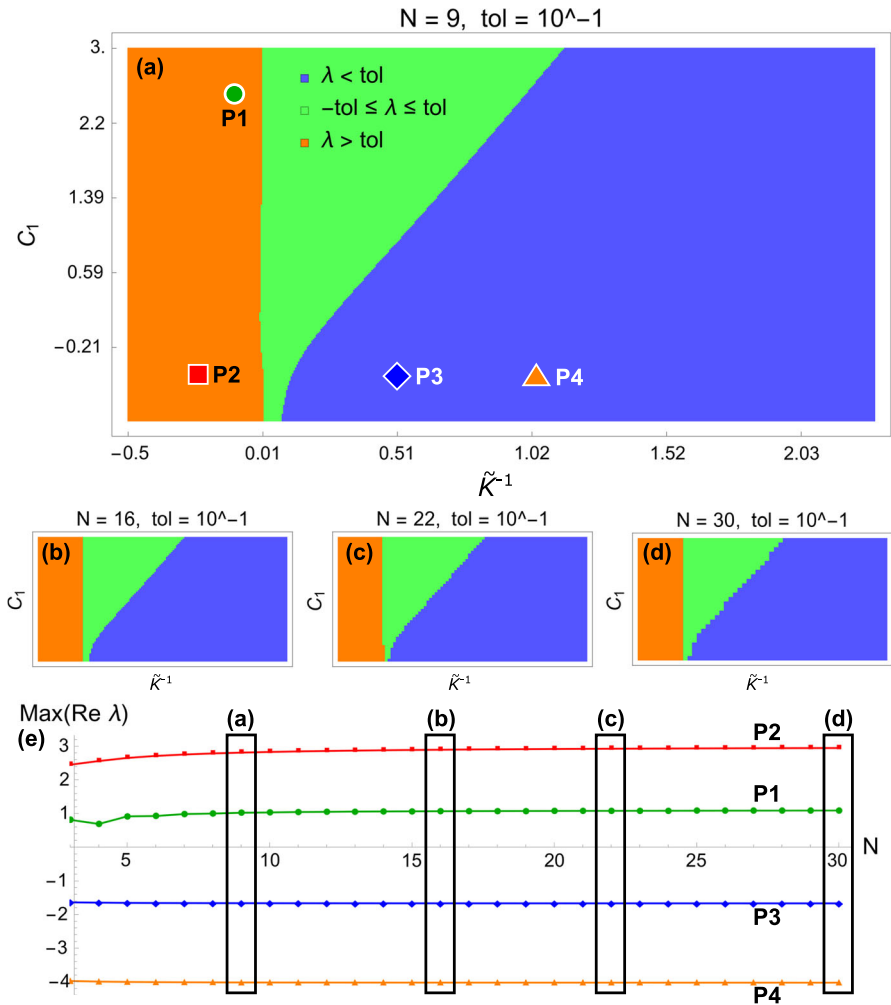 N = 9, tol = 10^−1
(a)
λ < tol
−tol ≤ λ ≤ tol
λ > tol
P1
P2
P3
P4
3.
2.2
1.39
0.59
−0.21
C₁
−0.5
0.01
0.51
1.02
1.52
2.03
K̃⁻¹
N = 16, tol = 10^−1
(b)
C₁
K̃⁻¹
N = 22, tol = 10^−1
(c)
C₁
K̃⁻¹
N = 30, tol = 10^−1
(d)
C₁
K̃⁻¹
Max(Re λ)
(e)
(a)
(b)
(c)
(d)
3
2
1
−1
−2
−3
−4
5
10
15
20
25
30
N
P2
P1
P3
P4